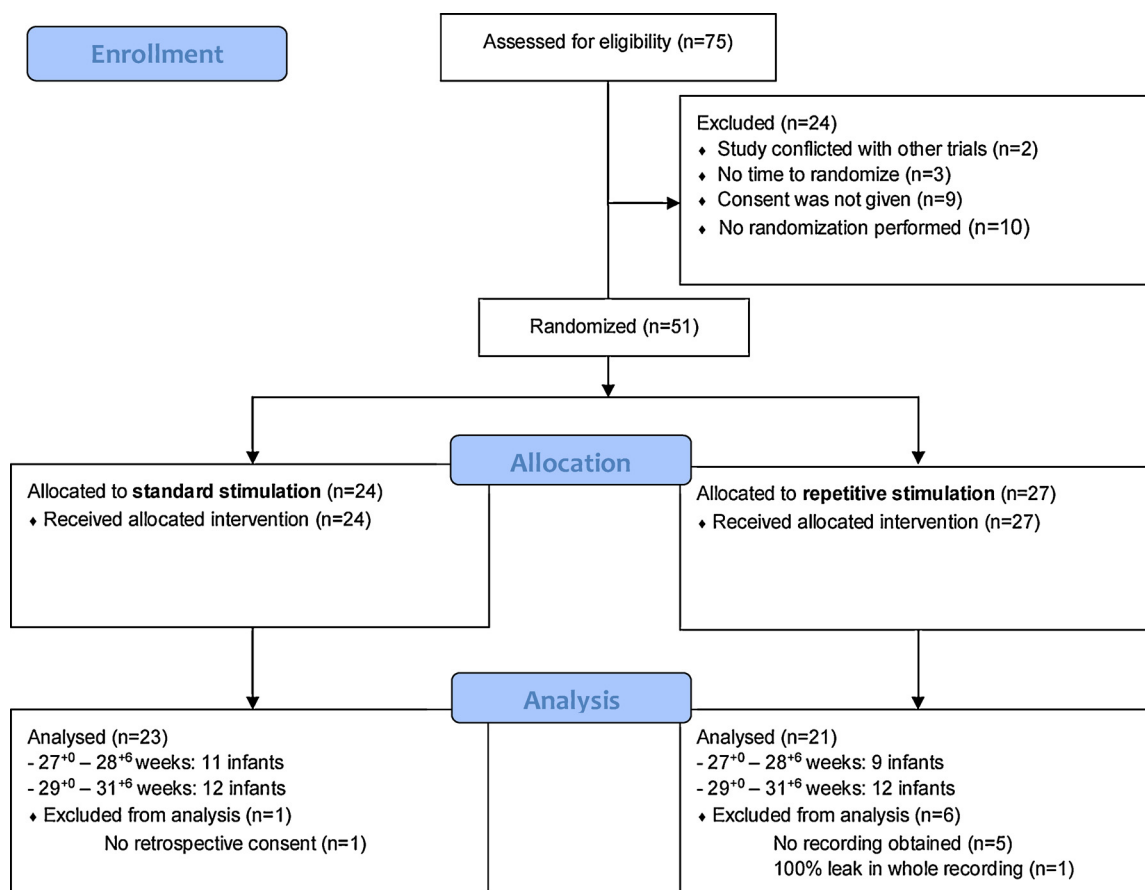 Enrollment
Assessed for eligibility (n=75)
Excluded (n=24)
♦ Study conflicted with other trials (n=2)
♦ No time to randomize (n=3)
♦ Consent was not given (n=9)
♦ No randomization performed (n=10)
Randomized (n=51)
Allocation
Allocated to standard stimulation (n=24)
♦ Received allocated intervention (n=24)
Allocated to repetitive stimulation (n=27)
♦ Received allocated intervention (n=27)
Analysis
Analysed (n=23)
- 27⁺⁰ – 28⁺⁶ weeks: 11 infants
- 29⁺⁰ – 31⁺⁶ weeks: 12 infants
♦ Excluded from analysis (n=1)
No retrospective consent (n=1)
Analysed (n=21)
- 27⁺⁰ – 28⁺⁶ weeks: 9 infants
- 29⁺⁰ – 31⁺⁶ weeks: 12 infants
♦ Excluded from analysis (n=6)
No recording obtained (n=5)
100% leak in whole recording (n=1)